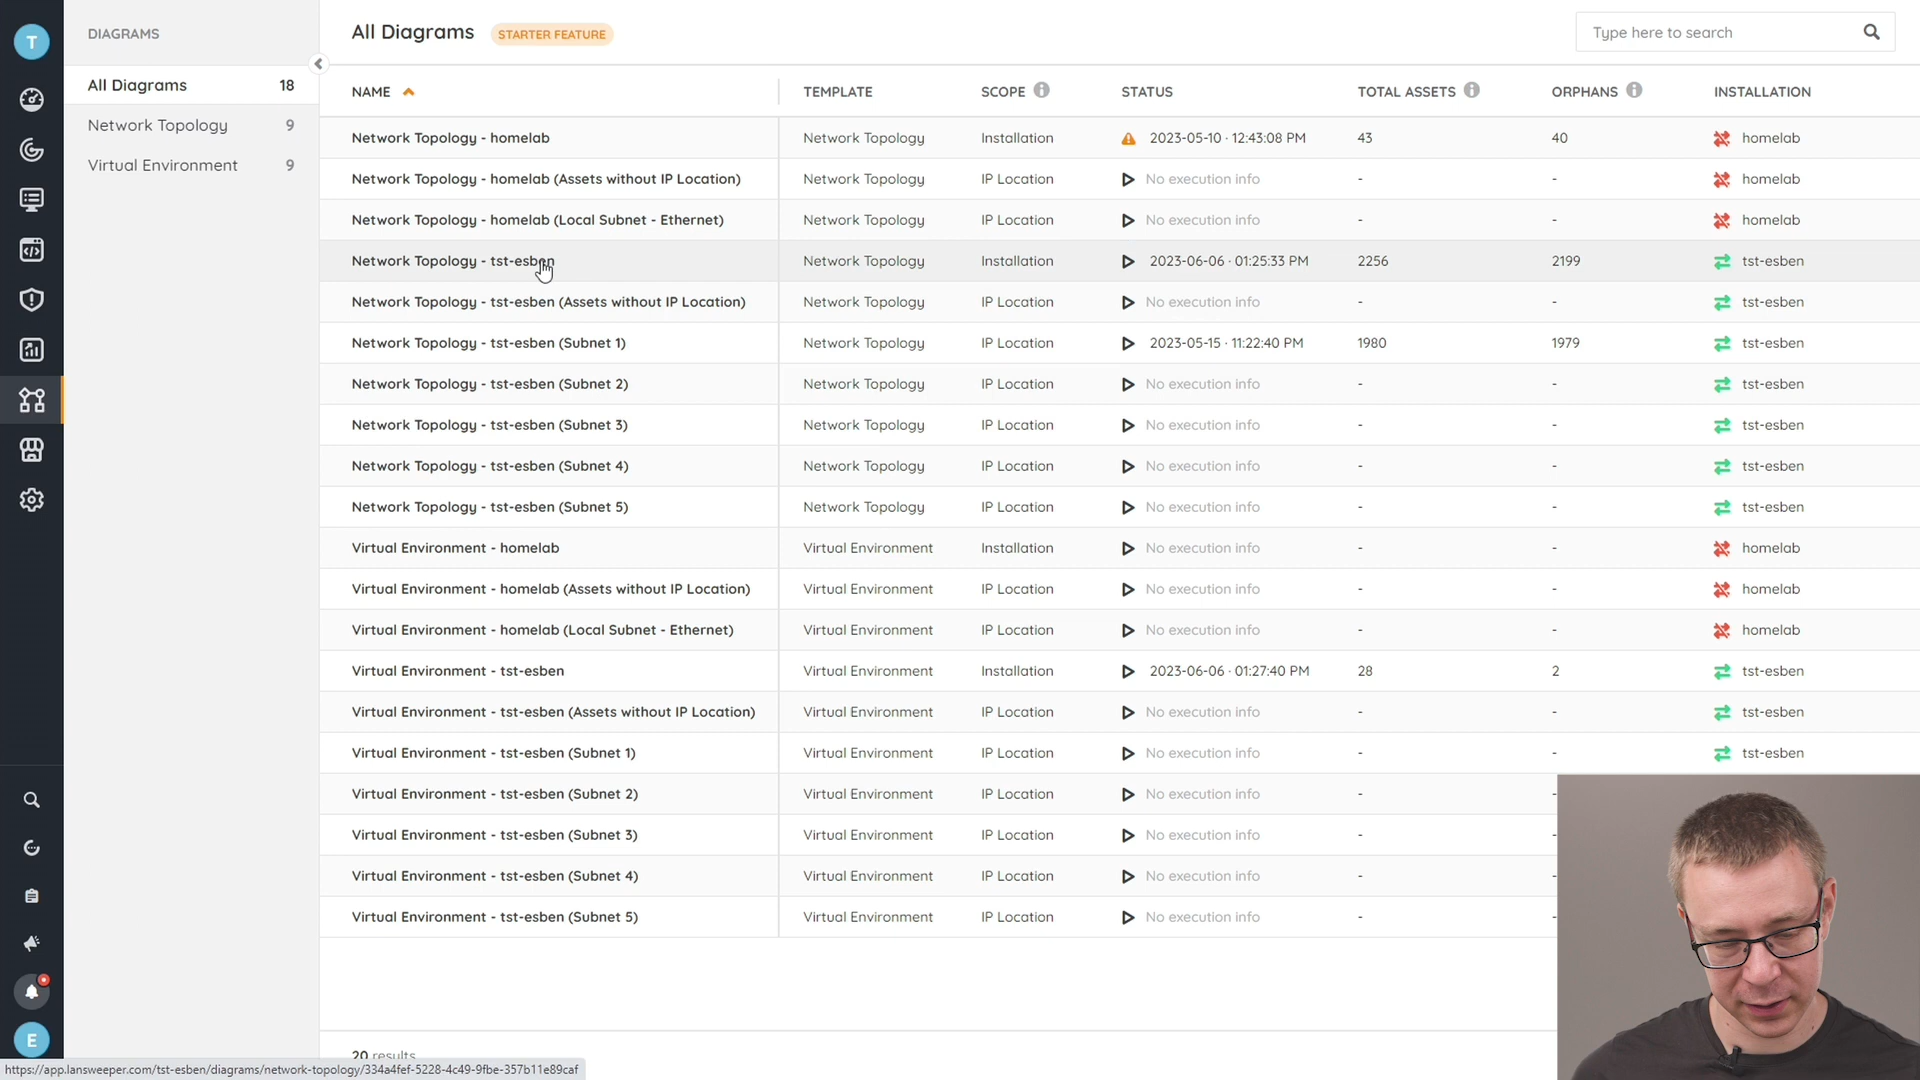 T
DIAGRAMS
All Diagrams 18
Network Topology 9
Virtual Environment 9
All Diagrams STARTER FEATURE
Type here to search
NAME TEMPLATE SCOPE STATUS TOTAL ASSETS ORPHANS INSTALLATION
Network Topology - homelab Network Topology Installation 2023-05-10 · 12:43:08 PM 43 40 homelab
Network Topology - homelab (Assets without IP Location) Network Topology IP Location No execution info - - homelab
Network Topology - homelab (Local Subnet - Ethernet) Network Topology IP Location No execution info - - homelab
Network Topology - tst-esben Network Topology Installation 2023-06-06 · 01:25:33 PM 2256 2199 tst-esben
Network Topology - tst-esben (Assets without IP Location) Network Topology IP Location No execution info - - tst-esben
Network Topology - tst-esben (Subnet 1) Network Topology IP Location 2023-05-15 · 11:22:40 PM 1980 1979 tst-esben
Network Topology - tst-esben (Subnet 2) Network Topology IP Location No execution info - - tst-esben
Network Topology - tst-esben (Subnet 3) Network Topology IP Location No execution info - - tst-esben
Network Topology - tst-esben (Subnet 4) Network Topology IP Location No execution info - - tst-esben
Network Topology - tst-esben (Subnet 5) Network Topology IP Location No execution info - - tst-esben
Virtual Environment - homelab Virtual Environment Installation No execution info - - homelab
Virtual Environment - homelab (Assets without IP Location) Virtual Environment IP Location No execution info - - homelab
Virtual Environment - homelab (Local Subnet - Ethernet) Virtual Environment IP Location No execution info - - homelab
Virtual Environment - tst-esben Virtual Environment Installation 2023-06-06 · 01:27:40 PM 28 2 tst-esben
Virtual Environment - tst-esben (Assets without IP Location) Virtual Environment IP Location No execution info - - tst-esben
Virtual Environment - tst-esben (Subnet 1) Virtual Environment IP Location No execution info - - tst-esben
Virtual Environment - tst-esben (Subnet 2) Virtual Environment IP Location No execution info - -
Virtual Environment - tst-esben (Subnet 3) Virtual Environment IP Location No execution info - -
Virtual Environment - tst-esben (Subnet 4) Virtual Environment IP Location No execution info - -
Virtual Environment - tst-esben (Subnet 5) Virtual Environment IP Location No execution info - -
E
20 results
https://app.lansweeper.com/tst-esben/diagrams/network-topology/334a4fef-5228-4c49-9fbe-357b11e89caf